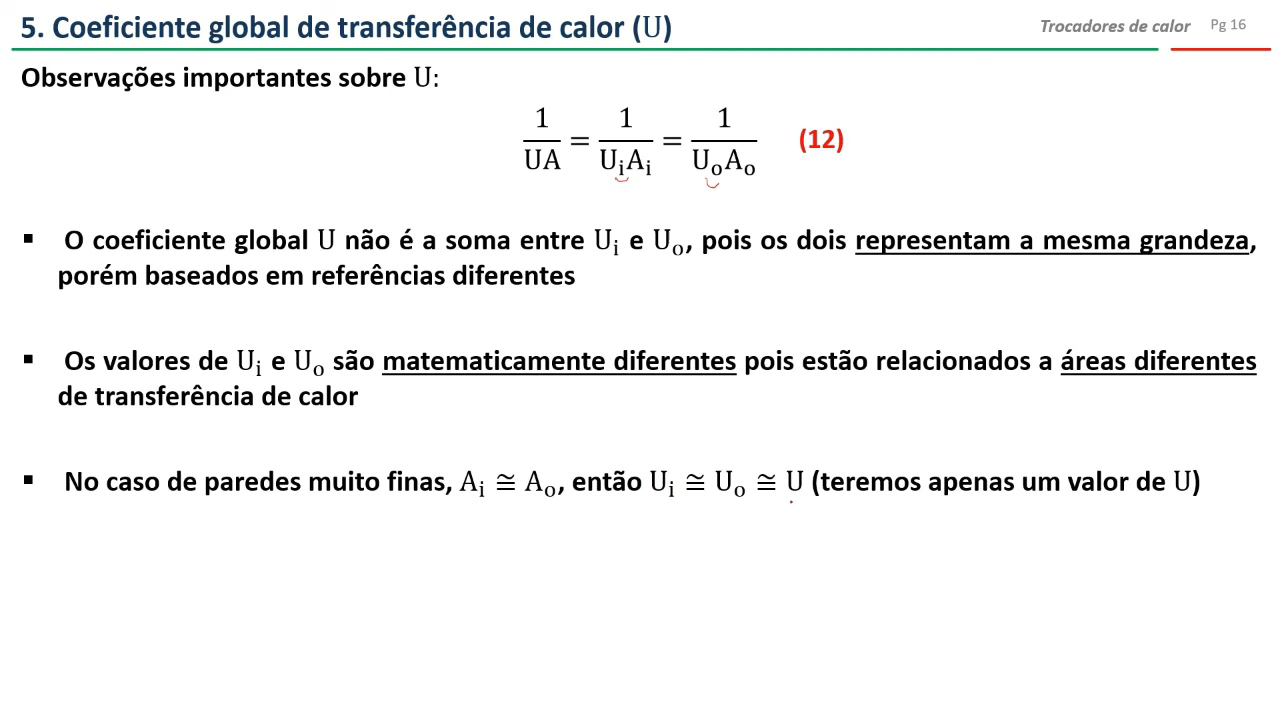 5. Coeficiente global de transferência de calor (U)
Trocadores de calor Pg 16
Observações importantes sobre U:
1/UA = 1/UᵢAᵢ = 1/UₒAₒ (12)
▪ O coeficiente global U não é a soma entre Uᵢ e Uₒ, pois os dois representam a mesma grandeza,
porém baseados em referências diferentes
▪ Os valores de Uᵢ e Uₒ são matematicamente diferentes pois estão relacionados a áreas diferentes
de transferência de calor
▪ No caso de paredes muito finas, Aᵢ ≅ Aₒ, então Uᵢ ≅ Uₒ ≅ U (teremos apenas um valor de U)